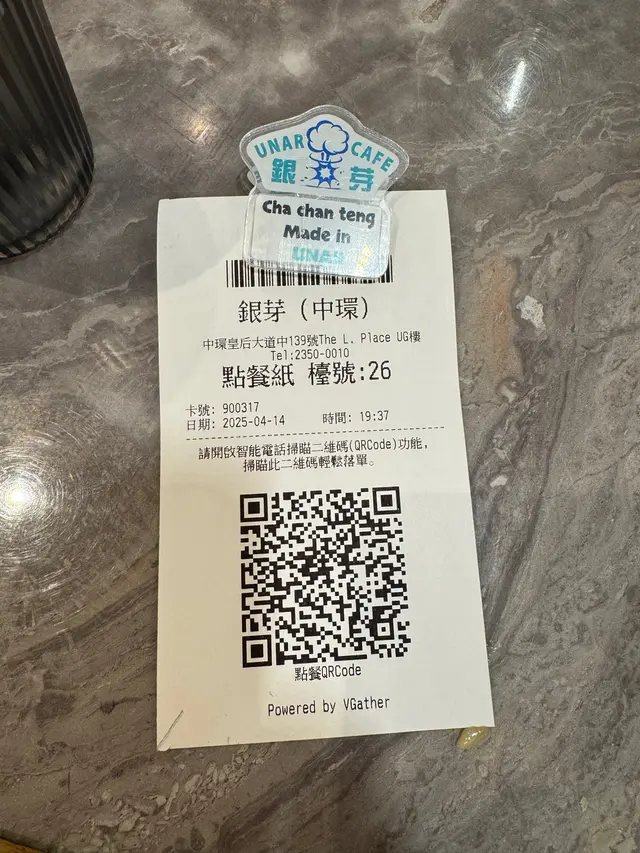 UNAR CAFE
銀芽
Cha chan teng
Made in
UNAR
銀芽 (中環)
中環皇后大道中139號The L. Place UG樓
Tel:2350-0010
點餐紙 檯號:26
卡號: 900317
日期: 2025-04-14 時間: 19:37
請開啟智能電話掃瞄二維碼(QRCode)功能,
掃瞄此二維碼輕鬆落單。
點餐QRCode
Powered by VGather